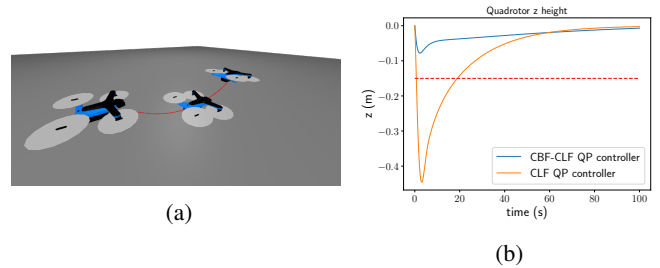 Quadrotor z height
0.0
−0.1
−0.2
−0.3
−0.4
z (m)
CBF-CLF QP controller
CLF QP controller
0 20 40 60 80 100
time (s)
(a)
(b)